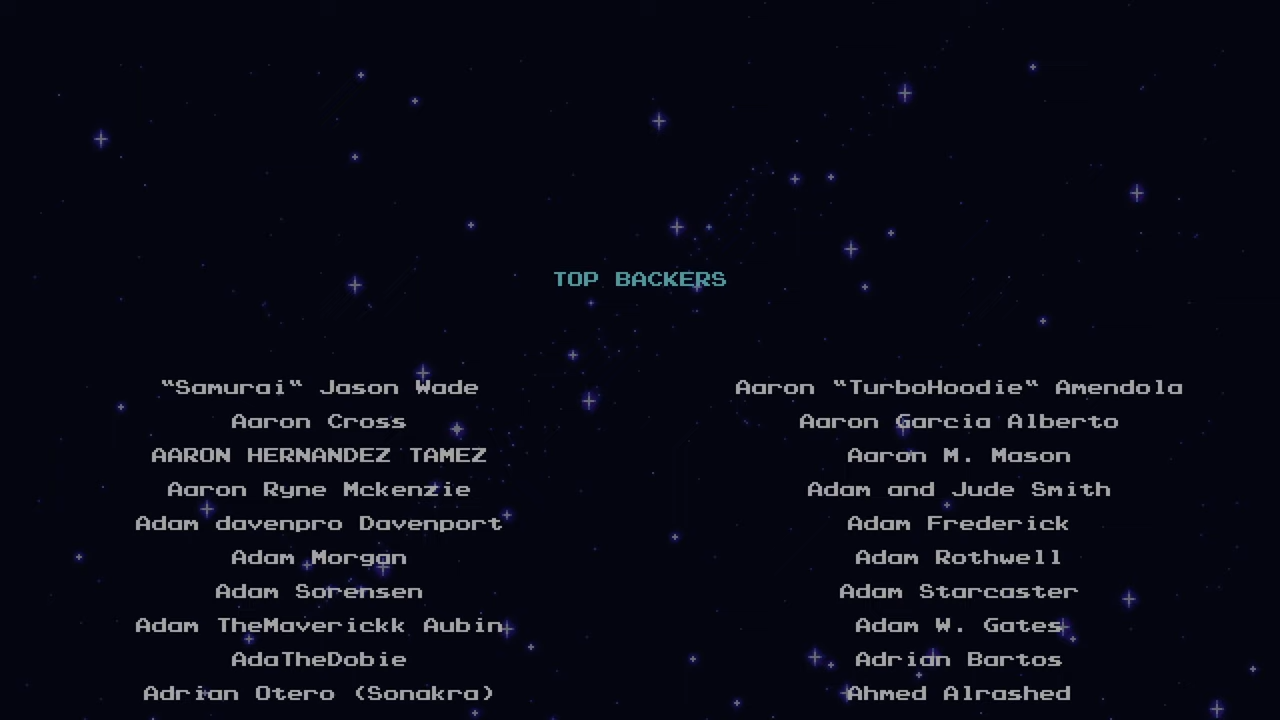 TOP BACKERS
"Samurai" Jason Wade
Aaron "TurboHoodie" Amendola
Aaron Cross
Aaron Garcia Alberto
AARON HERNANDEZ TAMEZ
Aaron M. Mason
Aaron Ryne Mckenzie
Adam and Jude Smith
Adam davenpro Davenport
Adam Frederick
Adam Morgan
Adam Rothwell
Adam Sorensen
Adam Starcaster
Adam TheMaverickk Aubin
Adam W. Gates
AdaTheDobie
Adrian Bartos
Adrian Otero (Sonakra)
Ahmed Alrashed